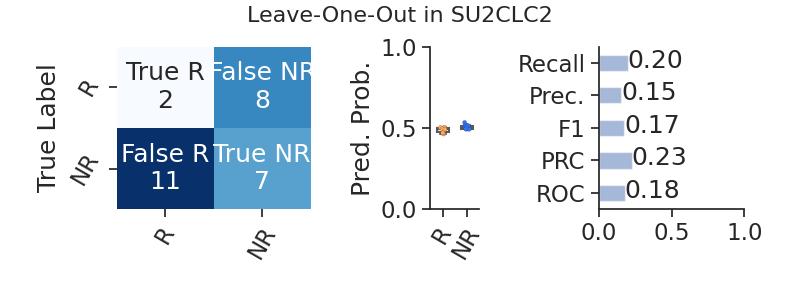 Leave-One-Out in SU2CLC2
True Label
R
NR
True R
2
False NR
8
False R
11
True NR
7
R
NR
Pred. Prob.
1.0
0.5
0.0
R
NR
Recall
Prec.
F1
PRC
ROC
0.20
0.15
0.17
0.23
0.18
0.0
0.5
1.0